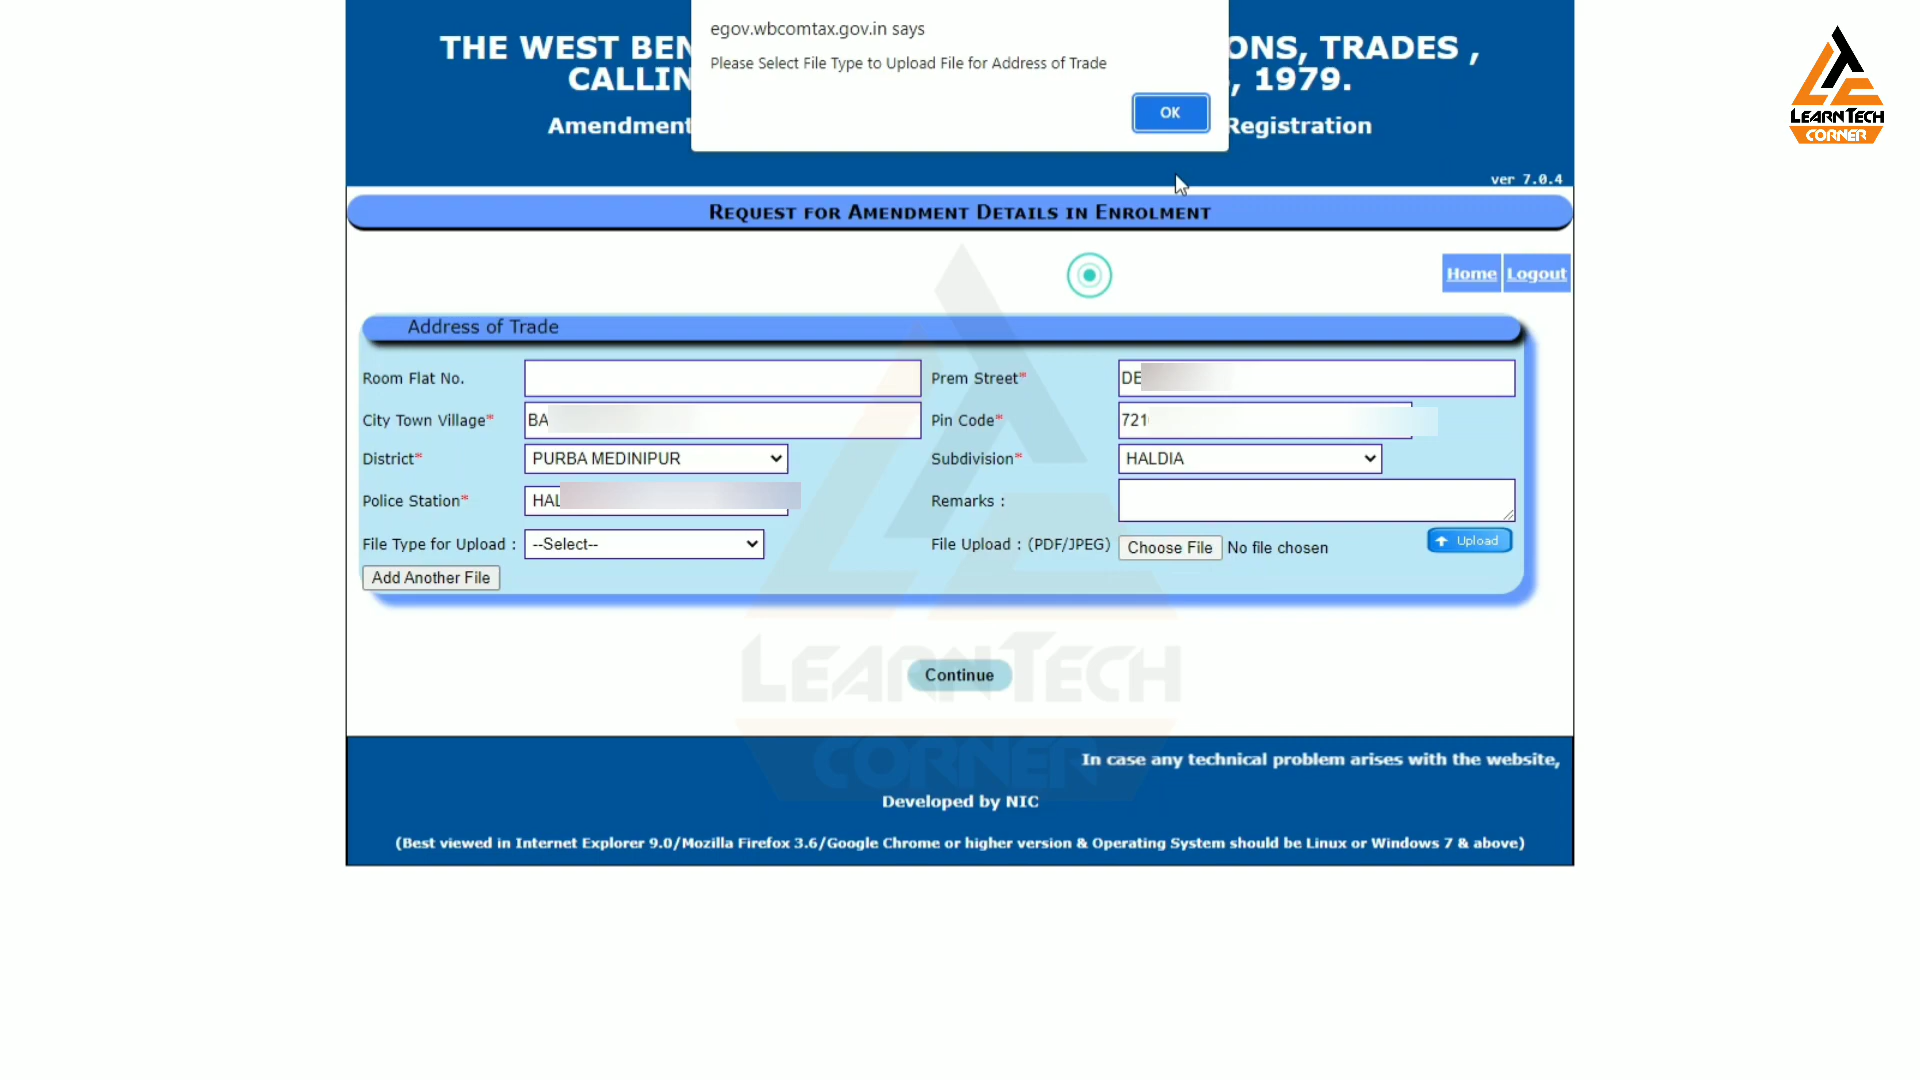 egov.wbcomtax.gov.in says
Please Select File Type to Upload File for Address of Trade
OK
THE WEST BEN ONS, TRADES ,
CALLIN , 1979.
Amendment Registration
ver 7.0.4
LEARNTECH
CORNER
REQUEST FOR AMENDMENT DETAILS IN ENROLMENT
Home Logout
Address of Trade
Room Flat No. Prem Street* DE
City Town Village* BA Pin Code* 721
District* PURBA MEDINIPUR Subdivision* HALDIA
Police Station* HAL Remarks :
File Type for Upload : --Select-- File Upload : (PDF/JPEG) Choose File No file chosen Upload
Add Another File
LEARNTECH
Continue
CORNER
In case any technical problem arises with the website,
Developed by NIC
(Best viewed in Internet Explorer 9.0/Mozilla Firefox 3.6/Google Chrome or higher version & Operating System should be Linux or Windows 7 & above)